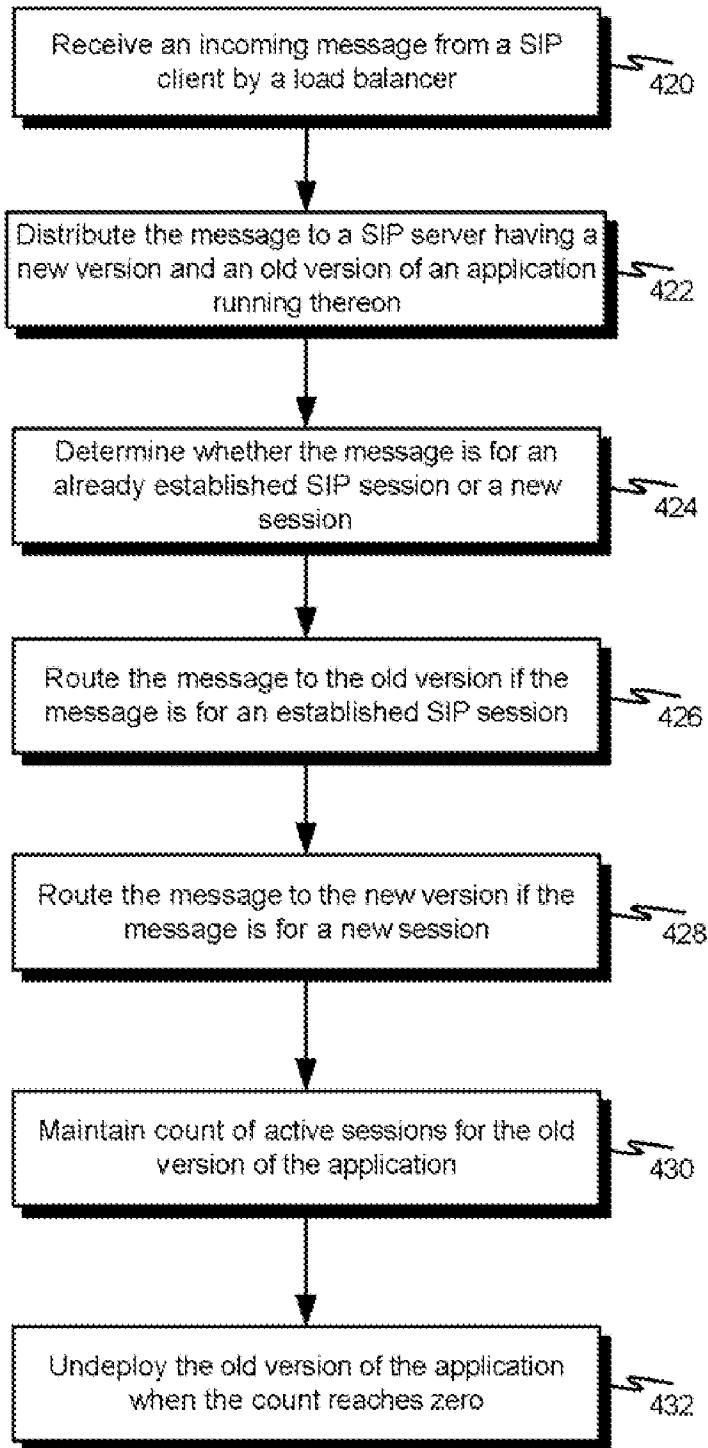 Receive an incoming message from a SIP
client by a load balancer
420
Distribute the message to a SIP server having a
new version and an old version of an application
running thereon
422
Determine whether the message is for an
already established SIP session or a new
session
424
Route the message to the old version if the
message is for an established SIP session
426
Route the message to the new version if the
message is for a new session
428
Maintain count of active sessions for the old
version of the application
430
Undeploy the old version of the application
when the count reaches zero
432